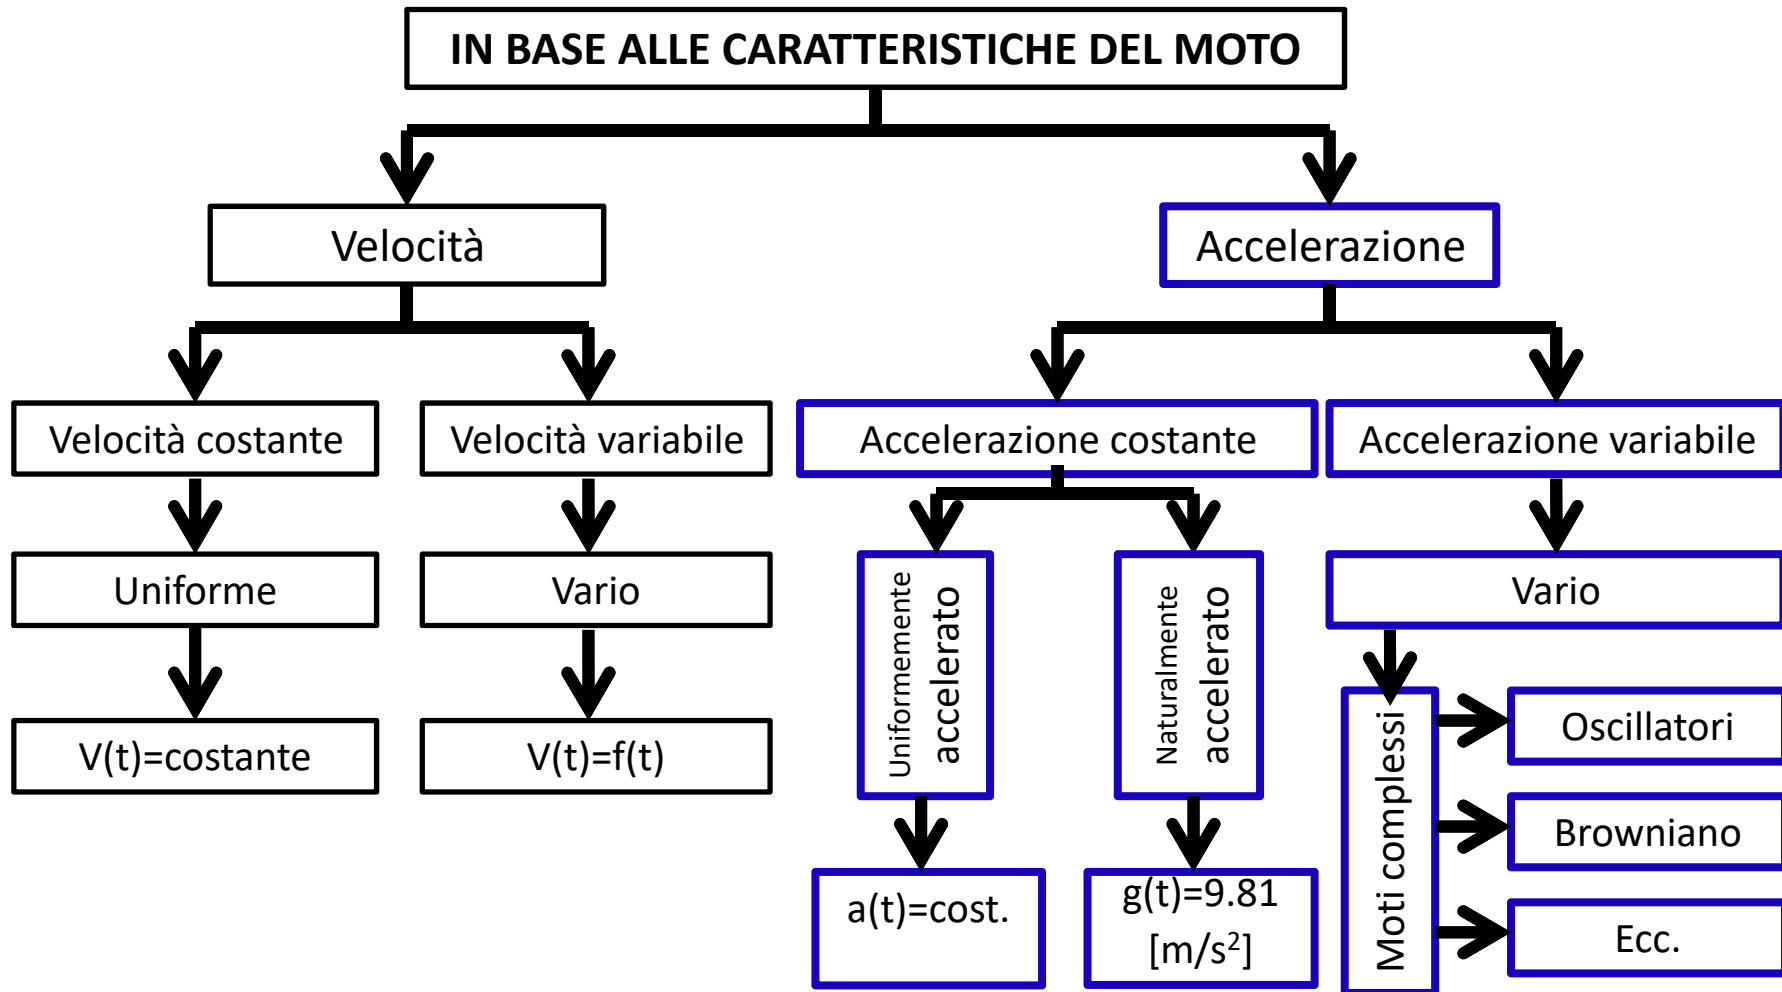 IN BASE ALLE CARATTERISTICHE DEL MOTO
Velocità
Accelerazione
Velocità costante
Velocità variabile
Accelerazione costante
Accelerazione variabile
Uniforme
Vario
Uniformemente
accelerato
Naturalmente
accelerato
Vario
V(t)=costante
V(t)=f(t)
a(t)=cost.
g(t)=9.81
[m/s²]
Moti complessi
Oscillatori
Browniano
Ecc.